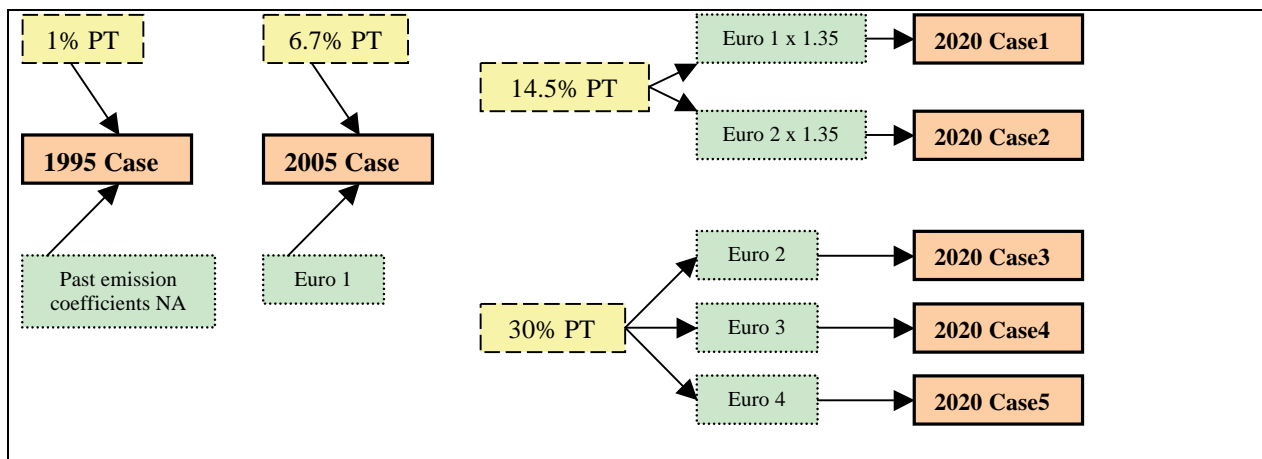 1% PT
6.7% PT
1995 Case
2005 Case
Past emission
coefficients NA
Euro 1
14.5% PT
Euro 1 x 1.35
2020 Case1
Euro 2 x 1.35
2020 Case2
30% PT
Euro 2
2020 Case3
Euro 3
2020 Case4
Euro 4
2020 Case5